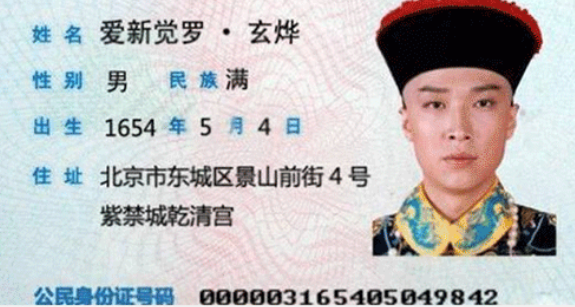 姓名 爱新觉罗·玄烨
性别 男 民族 满
出生 1654 年 5 月 4 日
住址 北京市东城区景山前街4号
紫禁城乾清宫
公民身份证号码 000003165405049842